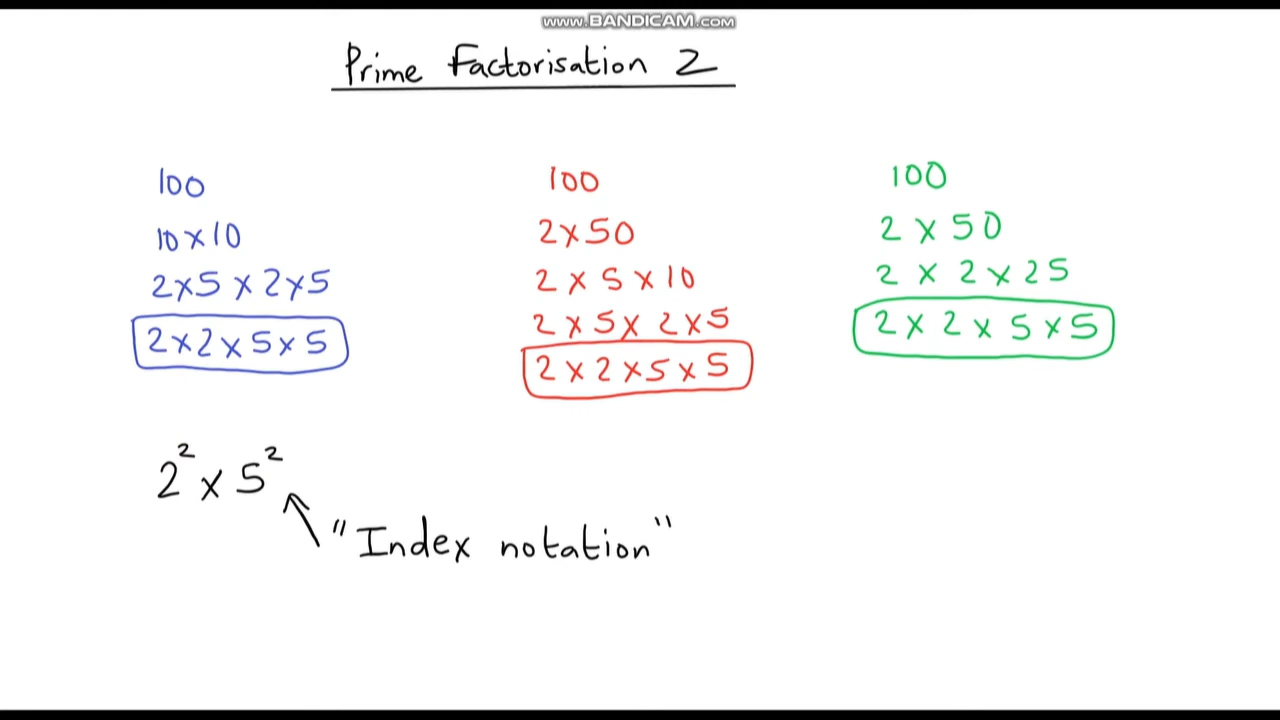 www.BANDICAM.com
Prime Factorisation 2
100
10 x 10
2 x 5 x 2 x 5
2 x 2 x 5 x 5
100
2 x 50
2 x 5 x 10
2 x 5 x 2 x 5
2 x 2 x 5 x 5
100
2 x 50
2 x 2 x 25
2 x 2 x 5 x 5
2² x 5²
"Index notation"